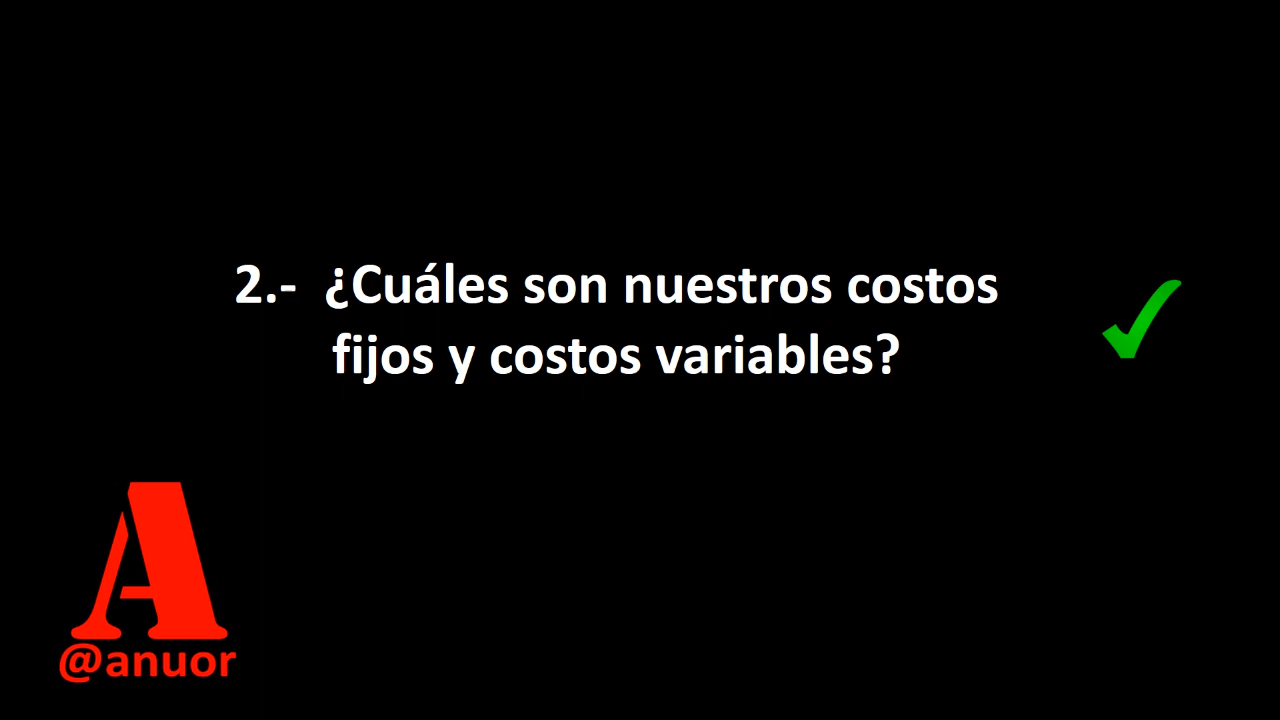 2.- ¿Cuáles son nuestros costos
fijos y costos variables?
A
@anuor